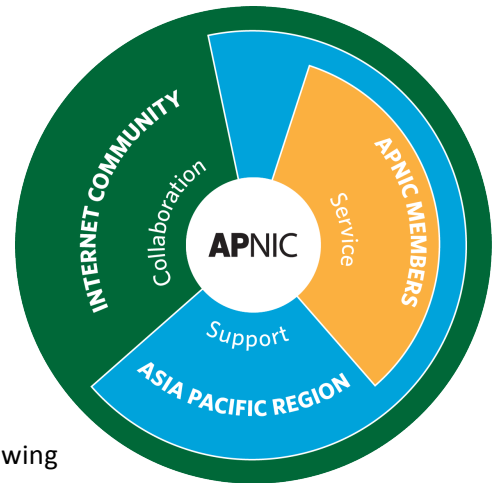 INTERNET COMMUNITY
Collaboration
APNIC
Service
APNIC MEMBERS
Support
ASIA PACIFIC REGION
wing